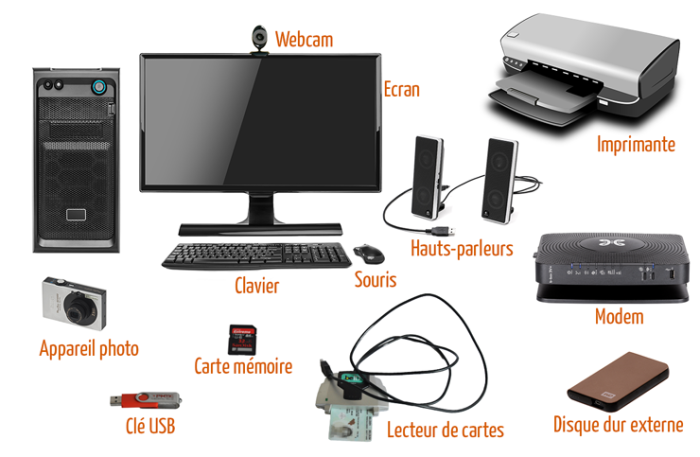 Webcam
Ecran
Imprimante
Hauts-parleurs
Clavier
Souris
Modem
Appareil photo
Carte mémoire
Clé USB
Lecteur de cartes
Disque dur externe